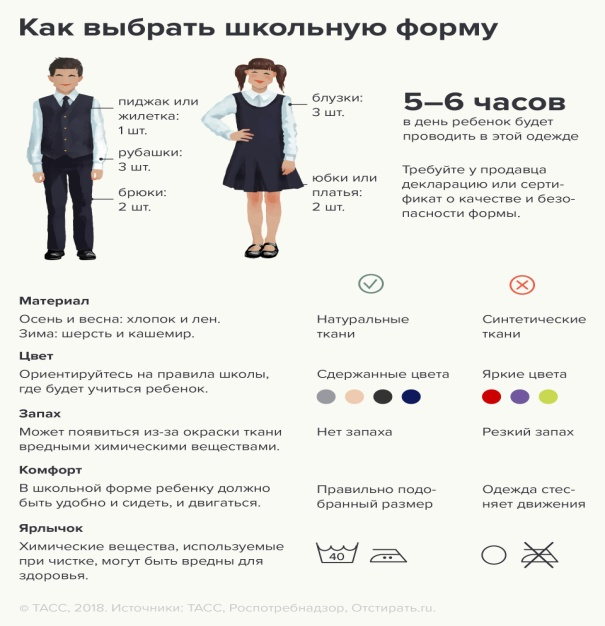 Как выбрать школьную форму
пиджак или
жилетка:
1 шт.
рубашки:
3 шт.
брюки:
2 шт.
блузки:
3 шт.
юбки или
платья:
2 шт.
5–6 часов
в день ребенок будет
проводить в этой одежде
Требуйте у продавца
декларацию или серти-
фикат о качестве и безо-
пасности формы.
Материал
Осень и весна: хлопок и лен.
Зима: шерсть и кашемир.
Натуральные
ткани
Синтетические
ткани
Цвет
Ориентируйтесь на правила школы,
где будет учиться ребенок.
Сдержанные цвета
Яркие цвета
Запах
Может появиться из-за окраски ткани
вредными химическими веществами.
Нет запаха
Резкий запах
Комфорт
В школьной форме ребенку должно
быть удобно и сидеть, и двигаться.
Правильно подо-
бранный размер
Одежда стес-
няет движения
Ярлычок
Химические вещества, используемые
при чистке, могут быть вредны для
здоровья.
40
© ТАСС, 2018. Источники: ТАСС, Роспотребнадзор, Отстирать.ru.